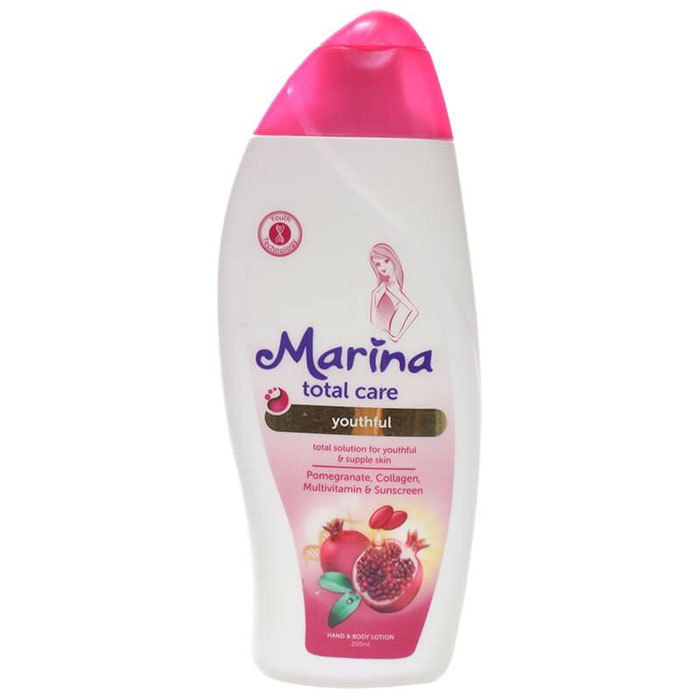 Youth
Technology
Marina
total care
youthful
total solution for youthful
& supple skin
Pomegranate, Collagen,
Multivitamin & Sunscreen
HAND & BODY LOTION
200ml